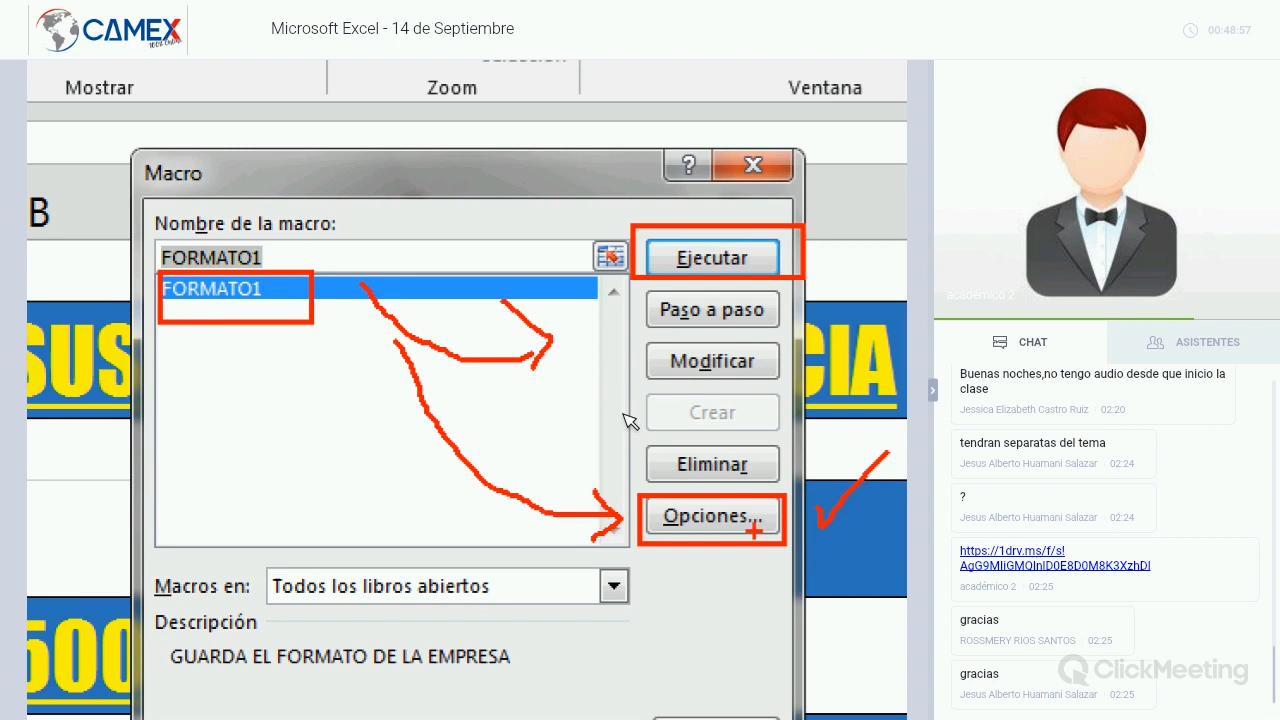 CAMEX
100% Online
Microsoft Excel - 14 de Septiembre
00:48:57
Mostrar
Zoom
Ventana
B
Macro
?
Nombre de la macro:
FORMATO1
FORMATO1
Ejecutar
Paso a paso
Modificar
Crear
Eliminar
Opciones...
SUS
CIA
500
Macros en:
Todos los libros abiertos
Descripción
GUARDA EL FORMATO DE LA EMPRESA
académico 2
CHAT
ASISTENTES
Buenas noches,no tengo audio desde que inicio la
clase
Jessica Elizabeth Castro Ruiz · 02:20
tendran separatas del tema
Jesus Alberto Huamani Salazar · 02:24
?
Jesus Alberto Huamani Salazar · 02:24
https://1drv.ms/f/s!
AgG9MliGMQInlD0E8D0M8K3XzhDl
académico 2 · 02:25
gracias
ROSSMERY RIOS SANTOS · 02:25
gracias
Jesus Alberto Huamani Salazar · 02:25
ClickMeeting